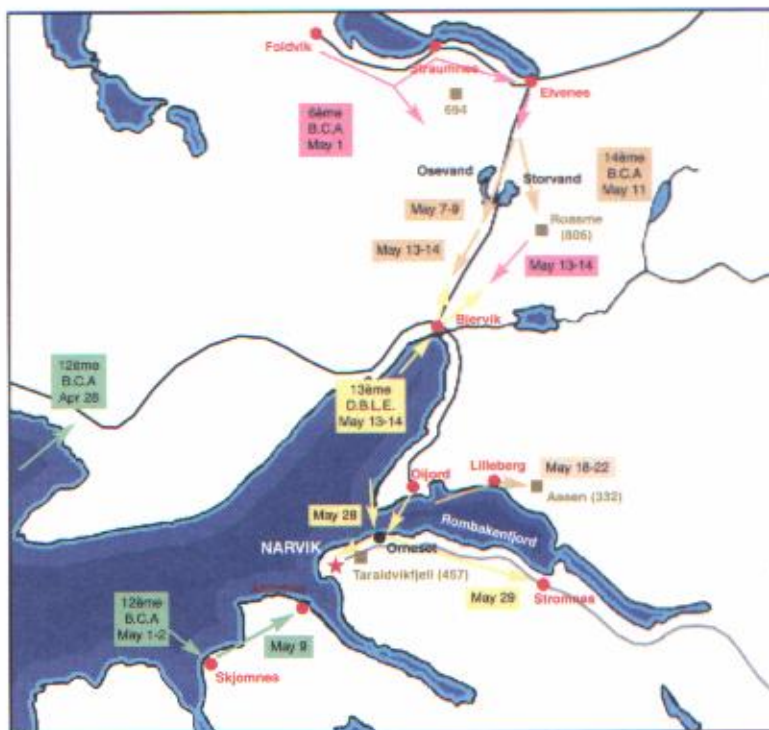 Foldvik
Straumnes
Elvenes
694
6ème
B.C.A
May 1
14ème
B.C.A
May 11
Osevand
Storvand
May 7-9
Roasme
(806)
May 13-14
May 13-14
Bjervik
12ème
B.C.A
Apr 28
13ème
D.B.L.E.
May 13-14
Oijord
Lilleberg
May 18-22
Aasen (332)
May 28
Rombakenfjord
NARVIK
Orneset
Taraldvikfjell (457)
May 29
Stromnas
12ème
B.C.A
May 1-2
May 9
Skjomnes